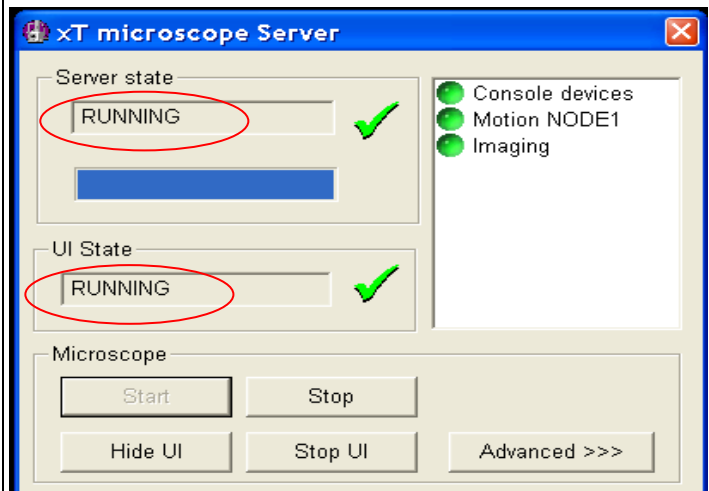 xT microscope Server
Server state
RUNNING
Console devices
Motion NODE1
Imaging
UI State
RUNNING
Microscope
Start
Stop
Hide UI
Stop UI
Advanced >>>